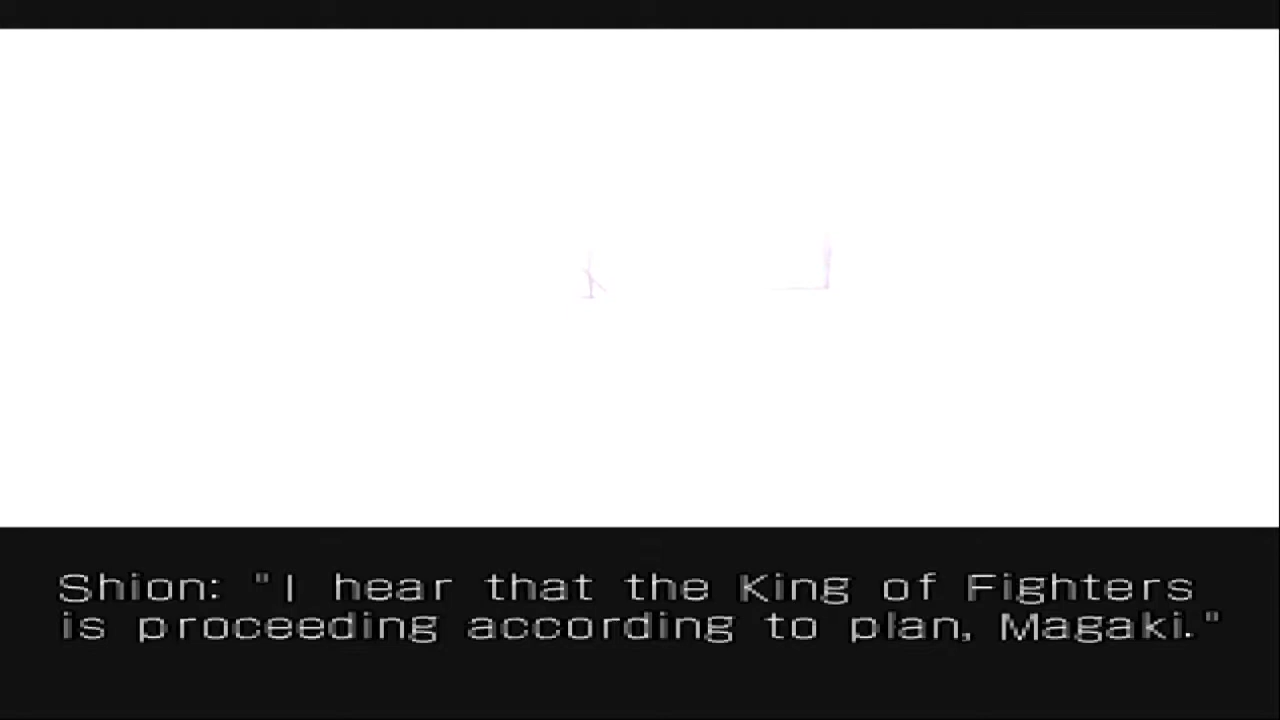 Shion: "I hear that the King of Fighters
is proceeding according to plan, Magaki."